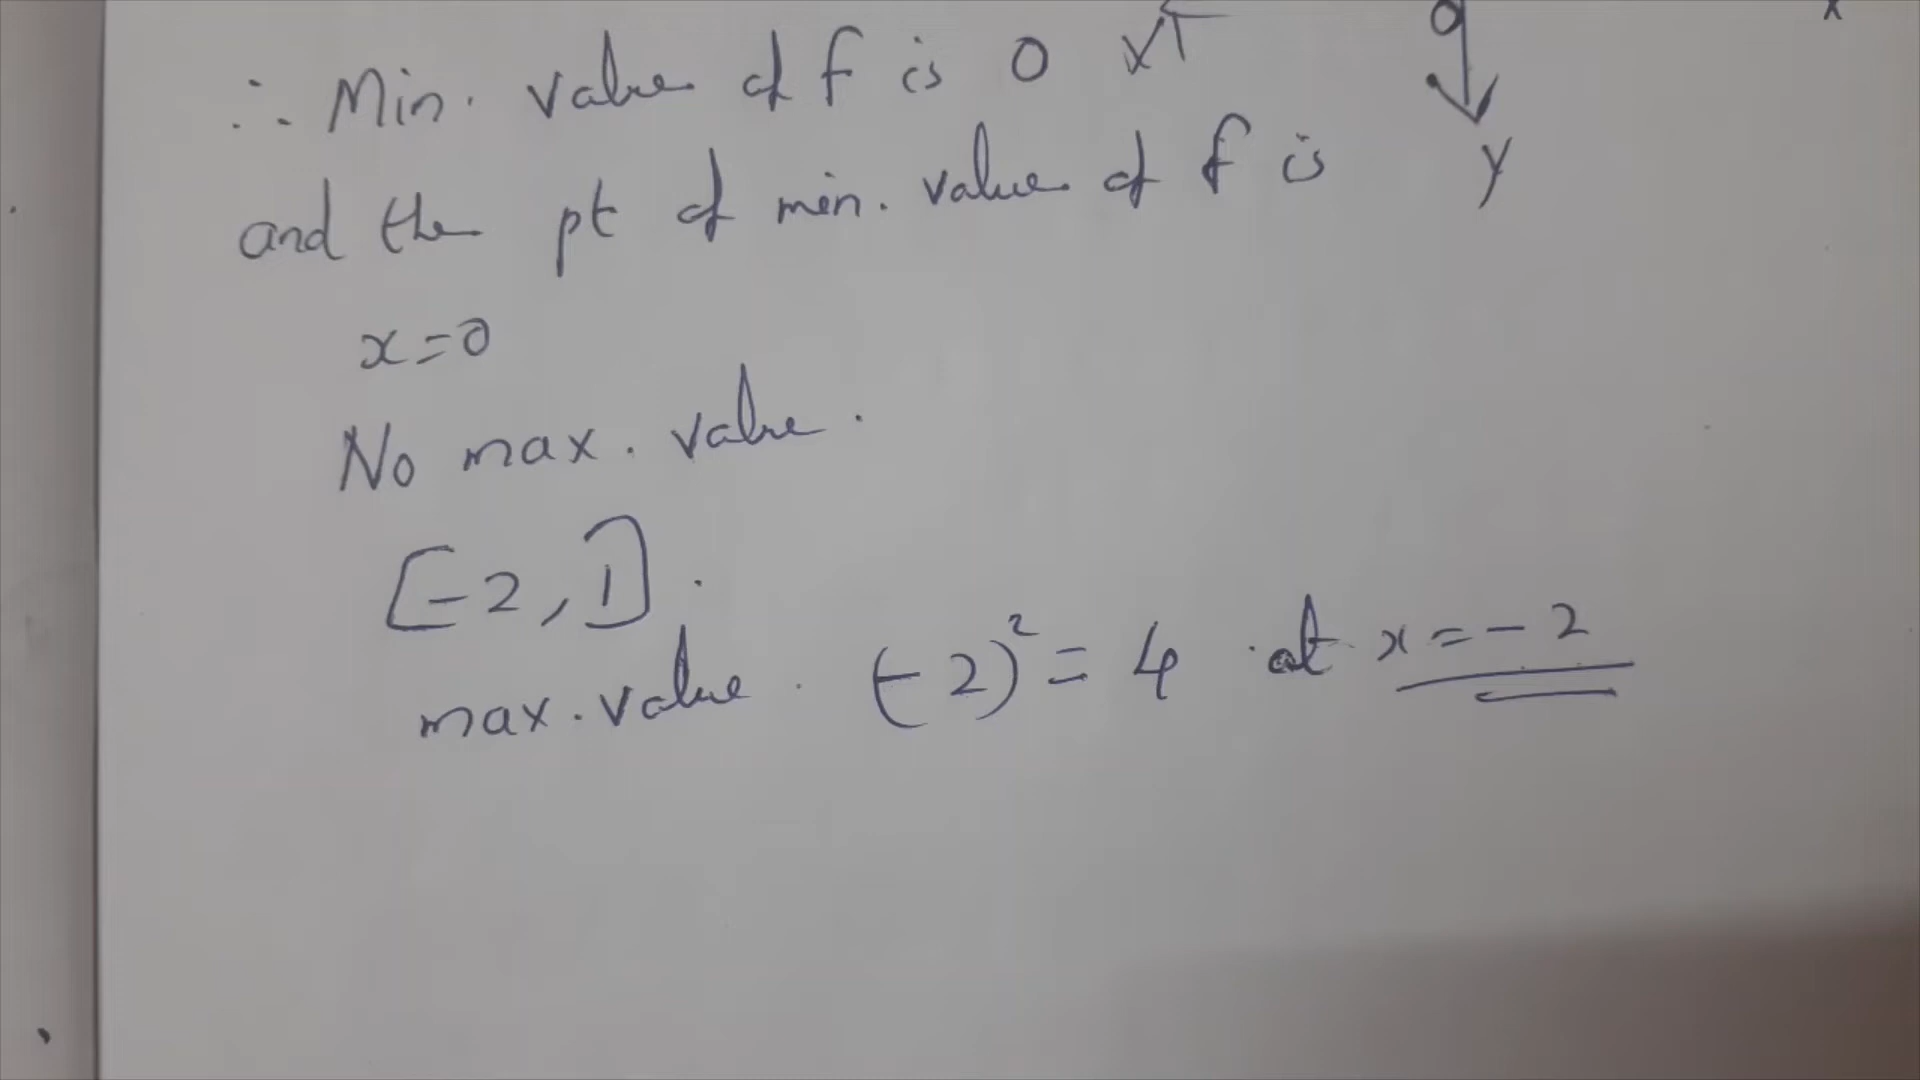 ∴ Min. value of f is 0
and the pt of min. value of f is
x=0
No max. value.
[-2,1].
max. value. (-2)²= 4 at x=-2
y